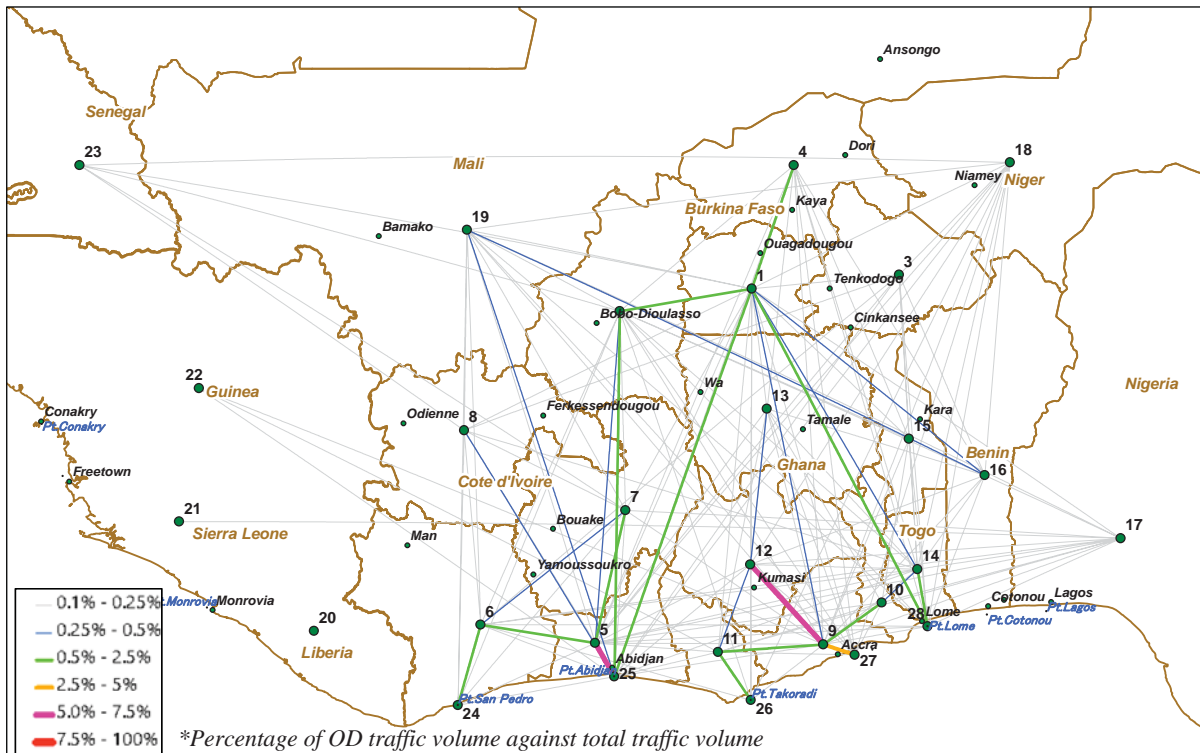 Ansongo
Senegal
23
Mali
4
Dori
18
Niamey
Niger
Kaya
Burkina Faso
19
Bamako
Ouagadougou
3
1
Tenkodogo
Bobo-Dioulasso
Cinkansee
22
Guinea
Wa
Nigeria
Conakry
Pt.Conakry
Odienne
Ferkessendougou
13
Kara
8
Tamale
15
Benin
16
Ghana
Freetown
Cote d'Ivoire
7
21
Sierra Leone
Bouake
Togo
17
Man
12
14
Yamoussoukro
Kumasi
10
Cotonou
Lagos
Pt.Lagos
Pt.Cotonou
28
Lome
Pt.Lome
t.Monrovia
Monrovia
20
Liberia
6
5
11
9
Accra
27
Abidjan
Pt.Abidjan
25
Pt.San Pedro
24
Pt.Takoradi
26
0.1% - 0.25%
0.25% - 0.5%
0.5% - 2.5%
2.5% - 5%
5.0% - 7.5%
7.5% - 100%
*Percentage of OD traffic volume against total traffic volume